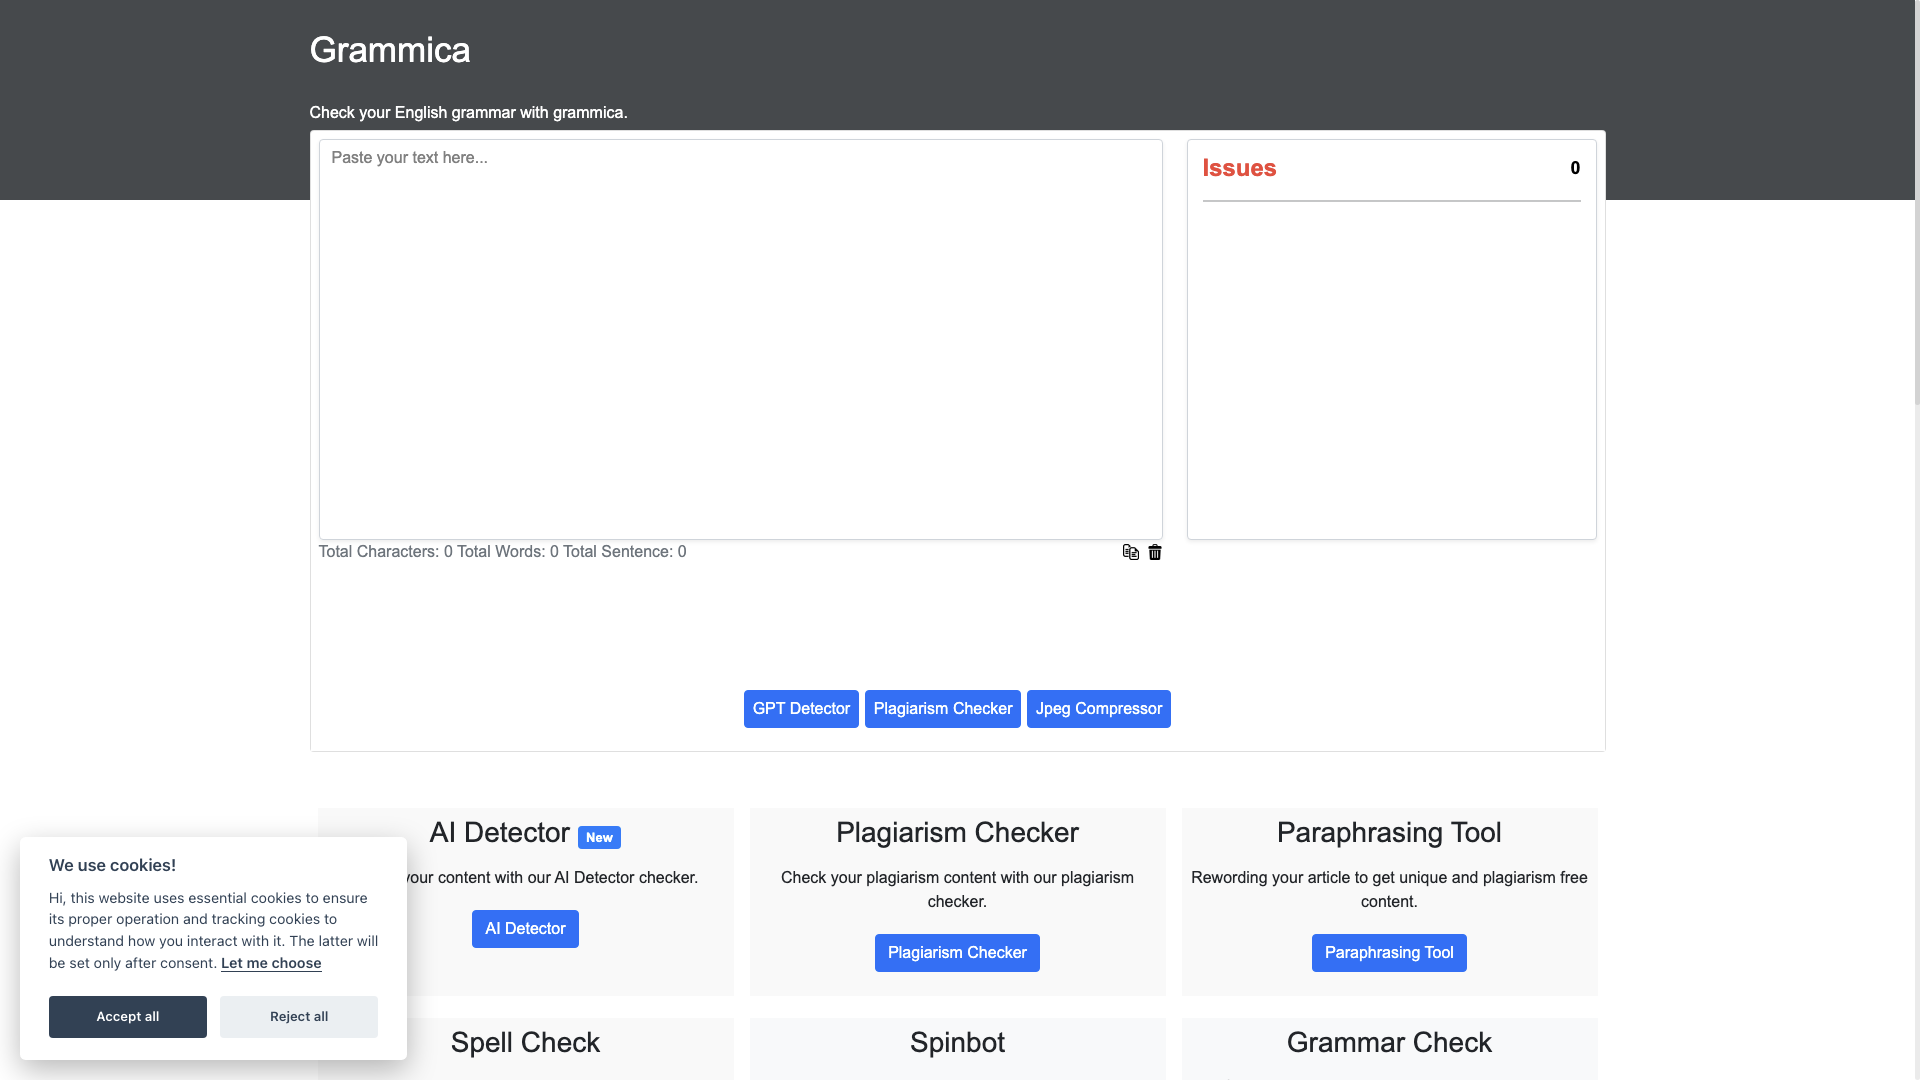 Grammica
Check your English grammar with grammica.
Paste your text here...
Issues 0
Total Characters: 0 Total Words: 0 Total Sentence: 0
GPT Detector Plagiarism Checker Jpeg Compressor
AI Detector New
your content with our AI Detector checker.
AI Detector
Plagiarism Checker
Check your plagiarism content with our plagiarism
checker.
Plagiarism Checker
Paraphrasing Tool
Rewording your article to get unique and plagiarism free
content.
Paraphrasing Tool
Spell Check
Spinbot
Grammar Check
We use cookies!
Hi, this website uses essential cookies to ensure
its proper operation and tracking cookies to
understand how you interact with it. The latter will
be set only after consent. Let me choose
Accept all
Reject all